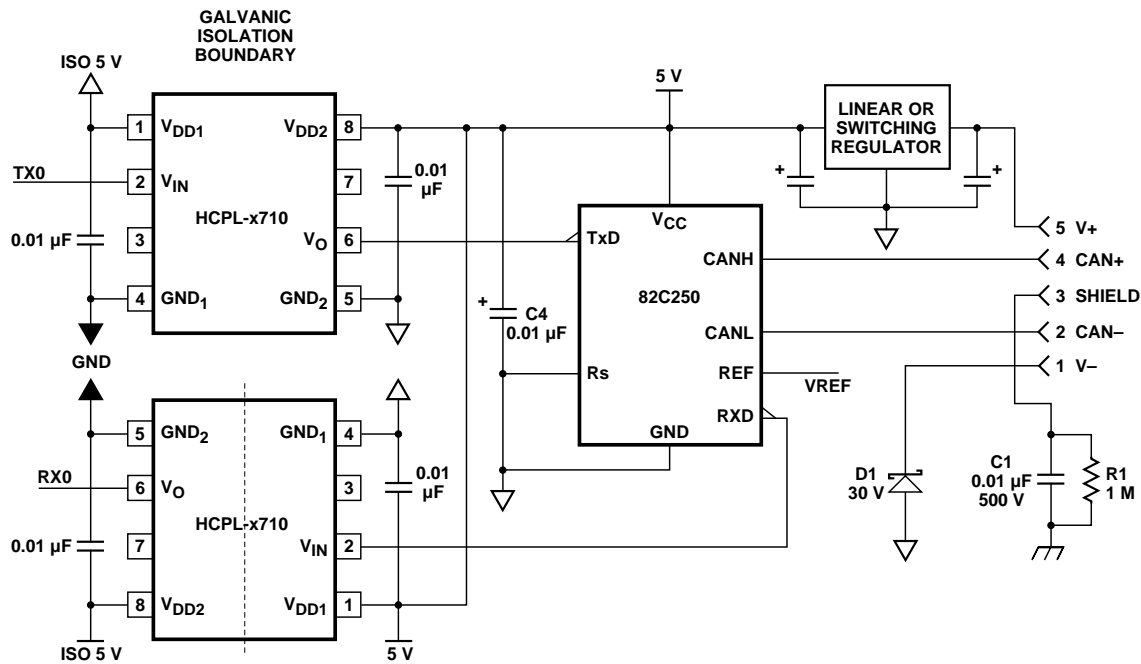 GALVANIC
ISOLATION
BOUNDARY
ISO 5 V
1 VDD1
VDD2 8
TX0
2 VIN
7
0.01
µF
HCPL-x710
0.01 µF
3
VO 6
4 GND1
GND2 5
GND
5 GND2
GND1 4
RX0
6 VO
3
0.01
µF
HCPL-x710
0.01 µF
7
VIN 2
8 VDD2
VDD1 1
ISO 5 V
5 V
+
C4
0.01 µF
5 V
VCC
TxD
CANH
82C250
CANL
Rs
REF
VREF
RXD
GND
LINEAR OR
SWITCHING
REGULATOR
+
+
5 V+
4 CAN+
3 SHIELD
2 CAN–
1 V–
D1
30 V
C1
0.01 µF
500 V
R1
1 M